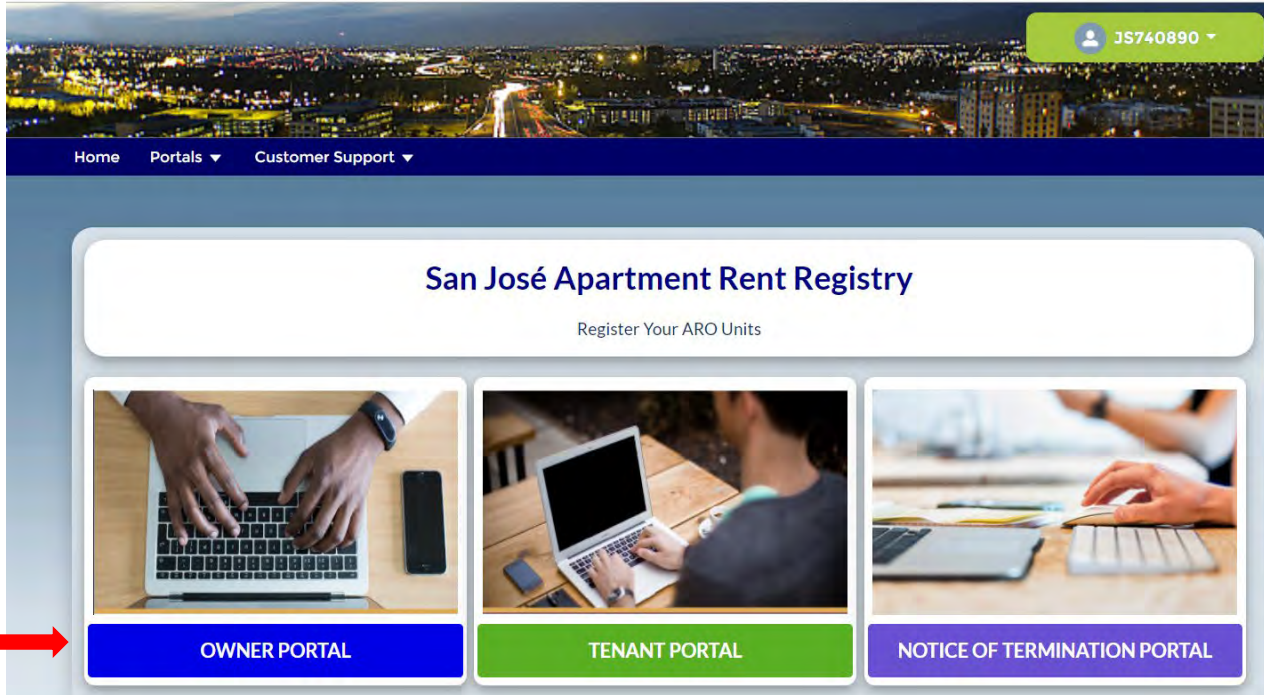 JS740890
Home Portals Customer Support
San José Apartment Rent Registry
Register Your ARO Units
OWNER PORTAL TENANT PORTAL NOTICE OF TERMINATION PORTAL